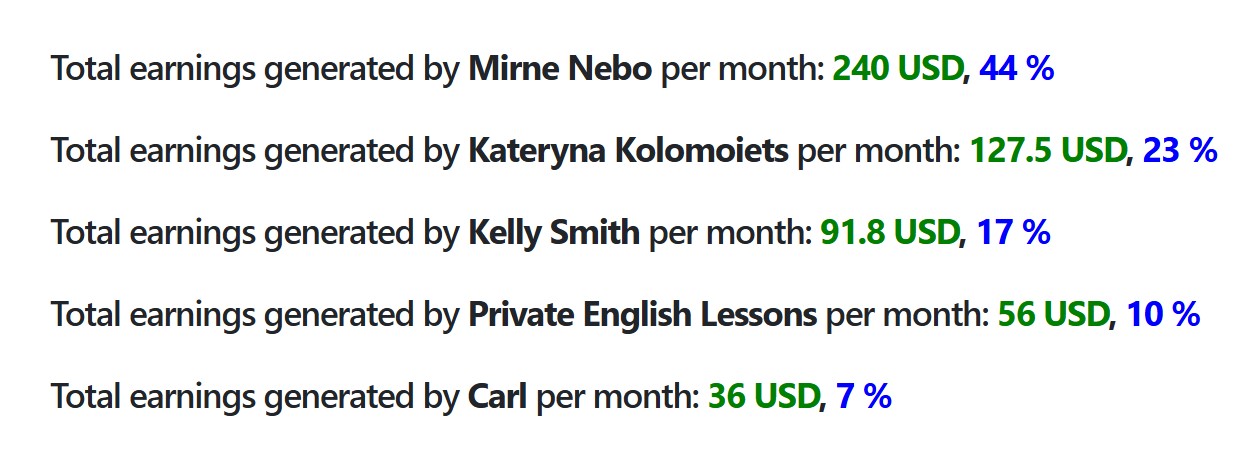 Total earnings generated by Mirne Nebo per month: 240 USD, 44 %
Total earnings generated by Kateryna Kolomoiets per month: 127.5 USD, 23 %
Total earnings generated by Kelly Smith per month: 91.8 USD, 17 %
Total earnings generated by Private English Lessons per month: 56 USD, 10 %
Total earnings generated by Carl per month: 36 USD, 7 %